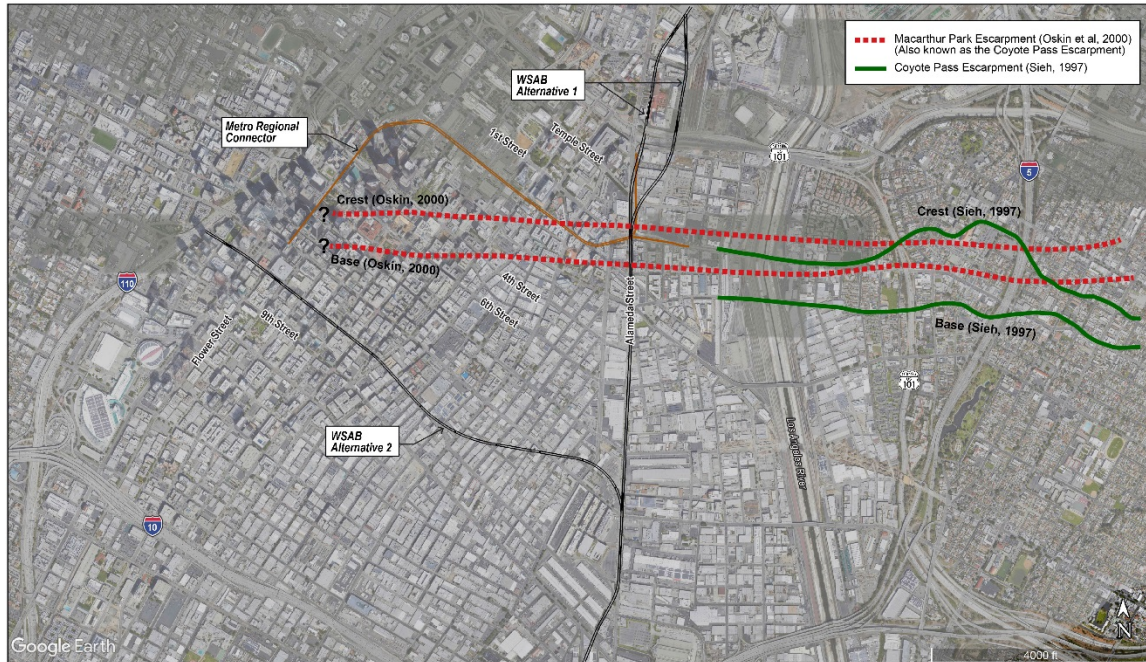 Macarthur Park Escarpment (Oskin et al, 2000)
(Also known as the Coyote Pass Escarpment)
Coyote Pass Escarpment (Sieh, 1997)
WSAB
Alternative 1
Metro Regional
Connector
1st Street
Temple Street
101
5
Crest (Oskin, 2000)
?
Crest (Sieh, 1997)
?
Base (Oskin, 2000)
110
4th Street
6th Street
Alameda Street
Base (Sieh, 1997)
Flower Street
9th Street
101
WSAB
Alternative 2
Los Angeles River
10
N
Google Earth
4000 ft